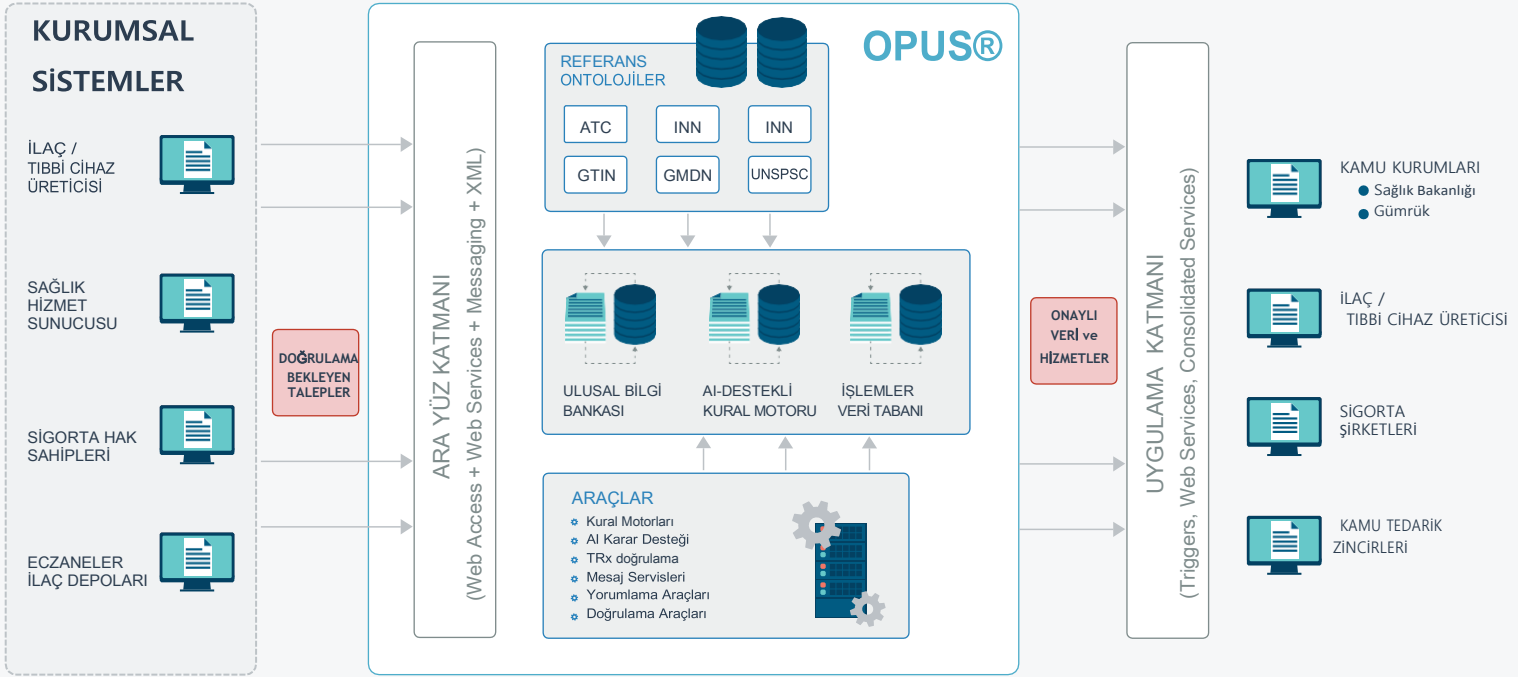 KURUMSAL
SİSTEMLER
İLAÇ /
TIBBİ CİHAZ
ÜRETİCİSİ
SAĞLIK
HİZMET
SUNUCUSU
SİGORTA HAK
SAHİPLERİ
ECZANELER
İLAÇ DEPOLARI
DOĞRULAMA
BEKLEYEN
TALEPLER
ARA YÜZ KATMANI
(Web Access + Web Services + Messaging + XML)
OPUS®
REFERANS
ONTOLOJİLER
ATC
INN
INN
GTIN
GMDN
UNSPSC
ULUSAL BİLGİ
BANKASI
AI-DESTEKLİ
KURAL MOTORU
İŞLEMLER
VERİ TABANI
ARAÇLAR
Kural Motorları
AI Karar Desteği
TRx doğrulama
Mesaj Servisleri
Yorumlama Araçları
Doğrulama Araçları
ONAYLI
VERİ ve
HİZMETLER
UYGULAMA KATMANI
(Triggers, Web Services, Consolidated Services)
KAMU KURUMLARI
Sağlık Bakanlığı
Gümrük
İLAÇ /
TIBBİ CİHAZ ÜRETİCİSİ
SİGORTA
ŞİRKETLERİ
KAMU TEDARİK
ZİNCİRLERİ